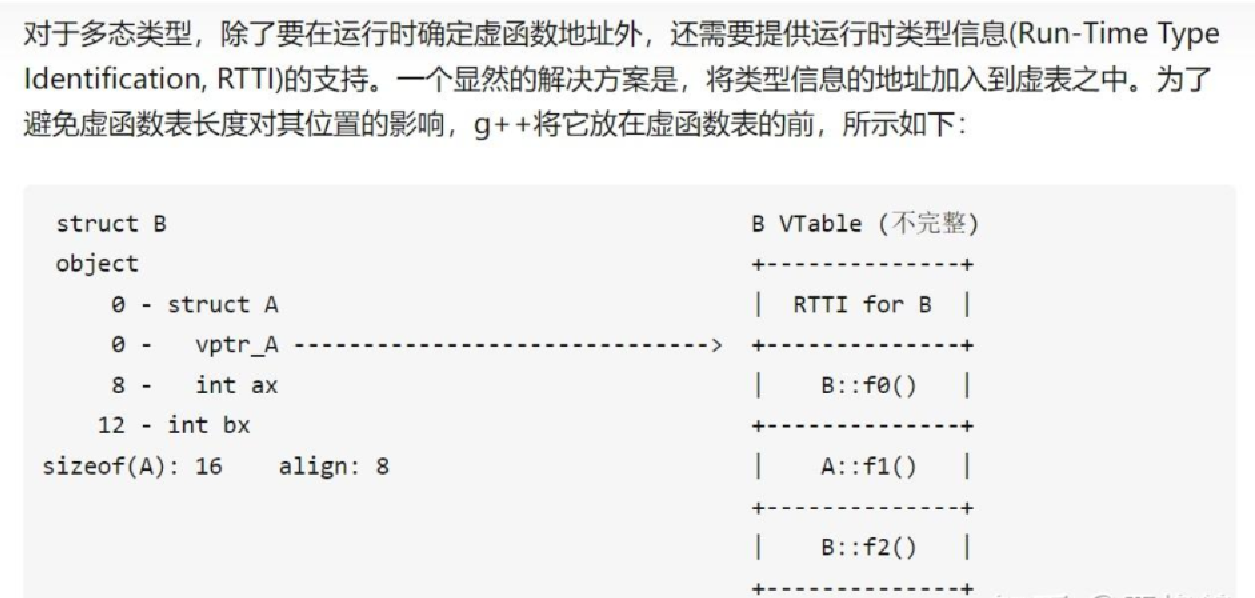 对于多态类型，除了要在运行时确定虚函数地址外，还需要提供运行时类型信息(Run-Time Type
Identification, RTTI)的支持。一个显然的解决方案是，将类型信息的地址加入到虚表之中。为了
避免虚函数表长度对其位置的影响，g++将它放在虚函数表的前，所示如下：
struct B                                          B VTable (不完整)
object                                            +--------------+
    0 - struct A                                  |  RTTI for B  |
    0 -   vptr_A ------------------------------>  +--------------+
    8 -   int ax                                  |    B::f0()   |
   12 - int bx                                    +--------------+
sizeof(A): 16    align: 8                         |    A::f1()   |
                                                  +--------------+
                                                  |    B::f2()   |
                                                  +--------------+